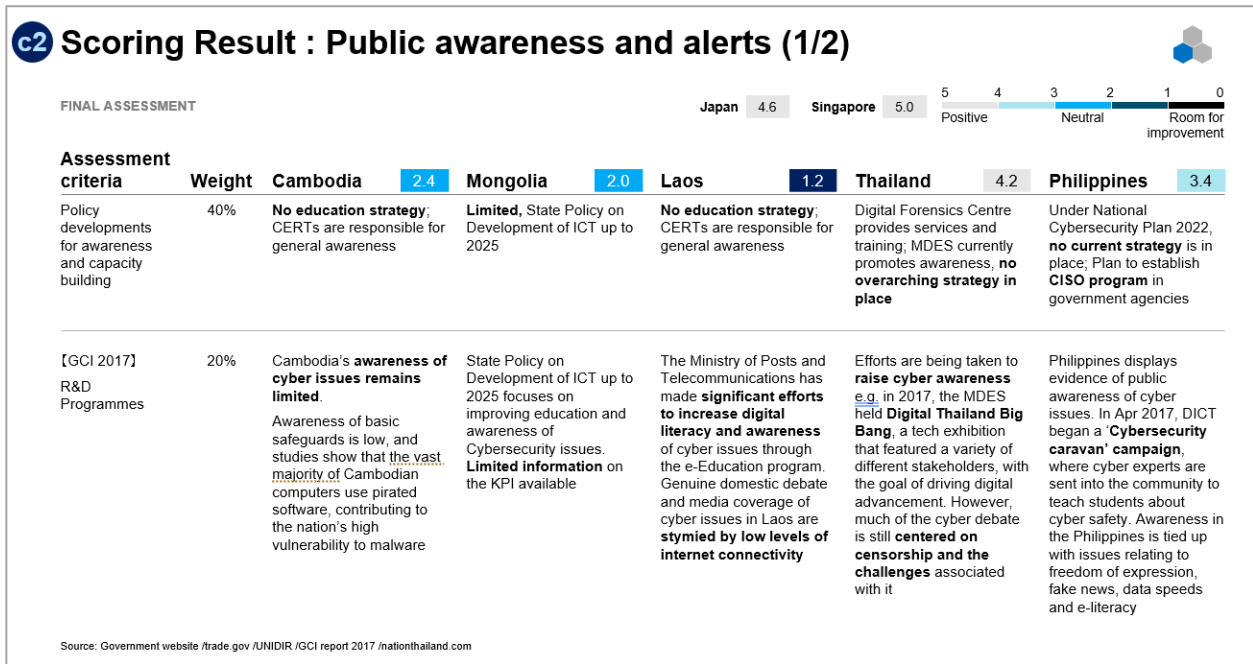 c2 Scoring Result : Public awareness and alerts (1/2)
FINAL ASSESSMENT
Japan 4.6 Singapore 5.0
5 4 3 2 1 0
Positive Neutral Room for
improvement
Assessment
criteria Weight Cambodia 2.4 Mongolia 2.0 Laos 1.2 Thailand 4.2 Philippines 3.4
Policy
developments
for awareness
and capacity
building
40%
No education strategy;
CERTs are responsible for
general awareness
Limited, State Policy on
Development of ICT up to
2025
No education strategy;
CERTs are responsible for
general awareness
Digital Forensics Centre
provides services and
training; MDES currently
promotes awareness, no
overarching strategy in
place
Under National
Cybersecurity Plan 2022,
no current strategy is in
place; Plan to establish
CISO program in
government agencies
【GCI 2017】
R&D
Programmes
20%
Cambodia's awareness of
cyber issues remains
limited.
Awareness of basic
safeguards is low, and
studies show that the vast
majority of Cambodian
computers use pirated
software, contributing to
the nation's high
vulnerability to malware
State Policy on
Development of ICT up to
2025 focuses on
improving education and
awareness of
Cybersecurity issues.
Limited information on
the KPI available
The Ministry of Posts and
Telecommunications has
made significant efforts
to increase digital
literacy and awareness
of cyber issues through
the e-Education program.
Genuine domestic debate
and media coverage of
cyber issues in Laos are
stymied by low levels of
internet connectivity
Efforts are being taken to
raise cyber awareness
e.g. in 2017, the MDES
held Digital Thailand Big
Bang, a tech exhibition
that featured a variety of
different stakeholders, with
the goal of driving digital
advancement. However,
much of the cyber debate
is still centered on
censorship and the
challenges associated
with it
Philippines displays
evidence of public
awareness of cyber
issues. In Apr 2017, DICT
began a 'Cybersecurity
caravan' campaign,
where cyber experts are
sent into the community to
teach students about
cyber safety. Awareness in
the Philippines is tied up
with issues relating to
freedom of expression,
fake news, data speeds
and e-literacy
Source: Government website /trade.gov /UNIDIR /GCI report 2017 /nationthailand.com